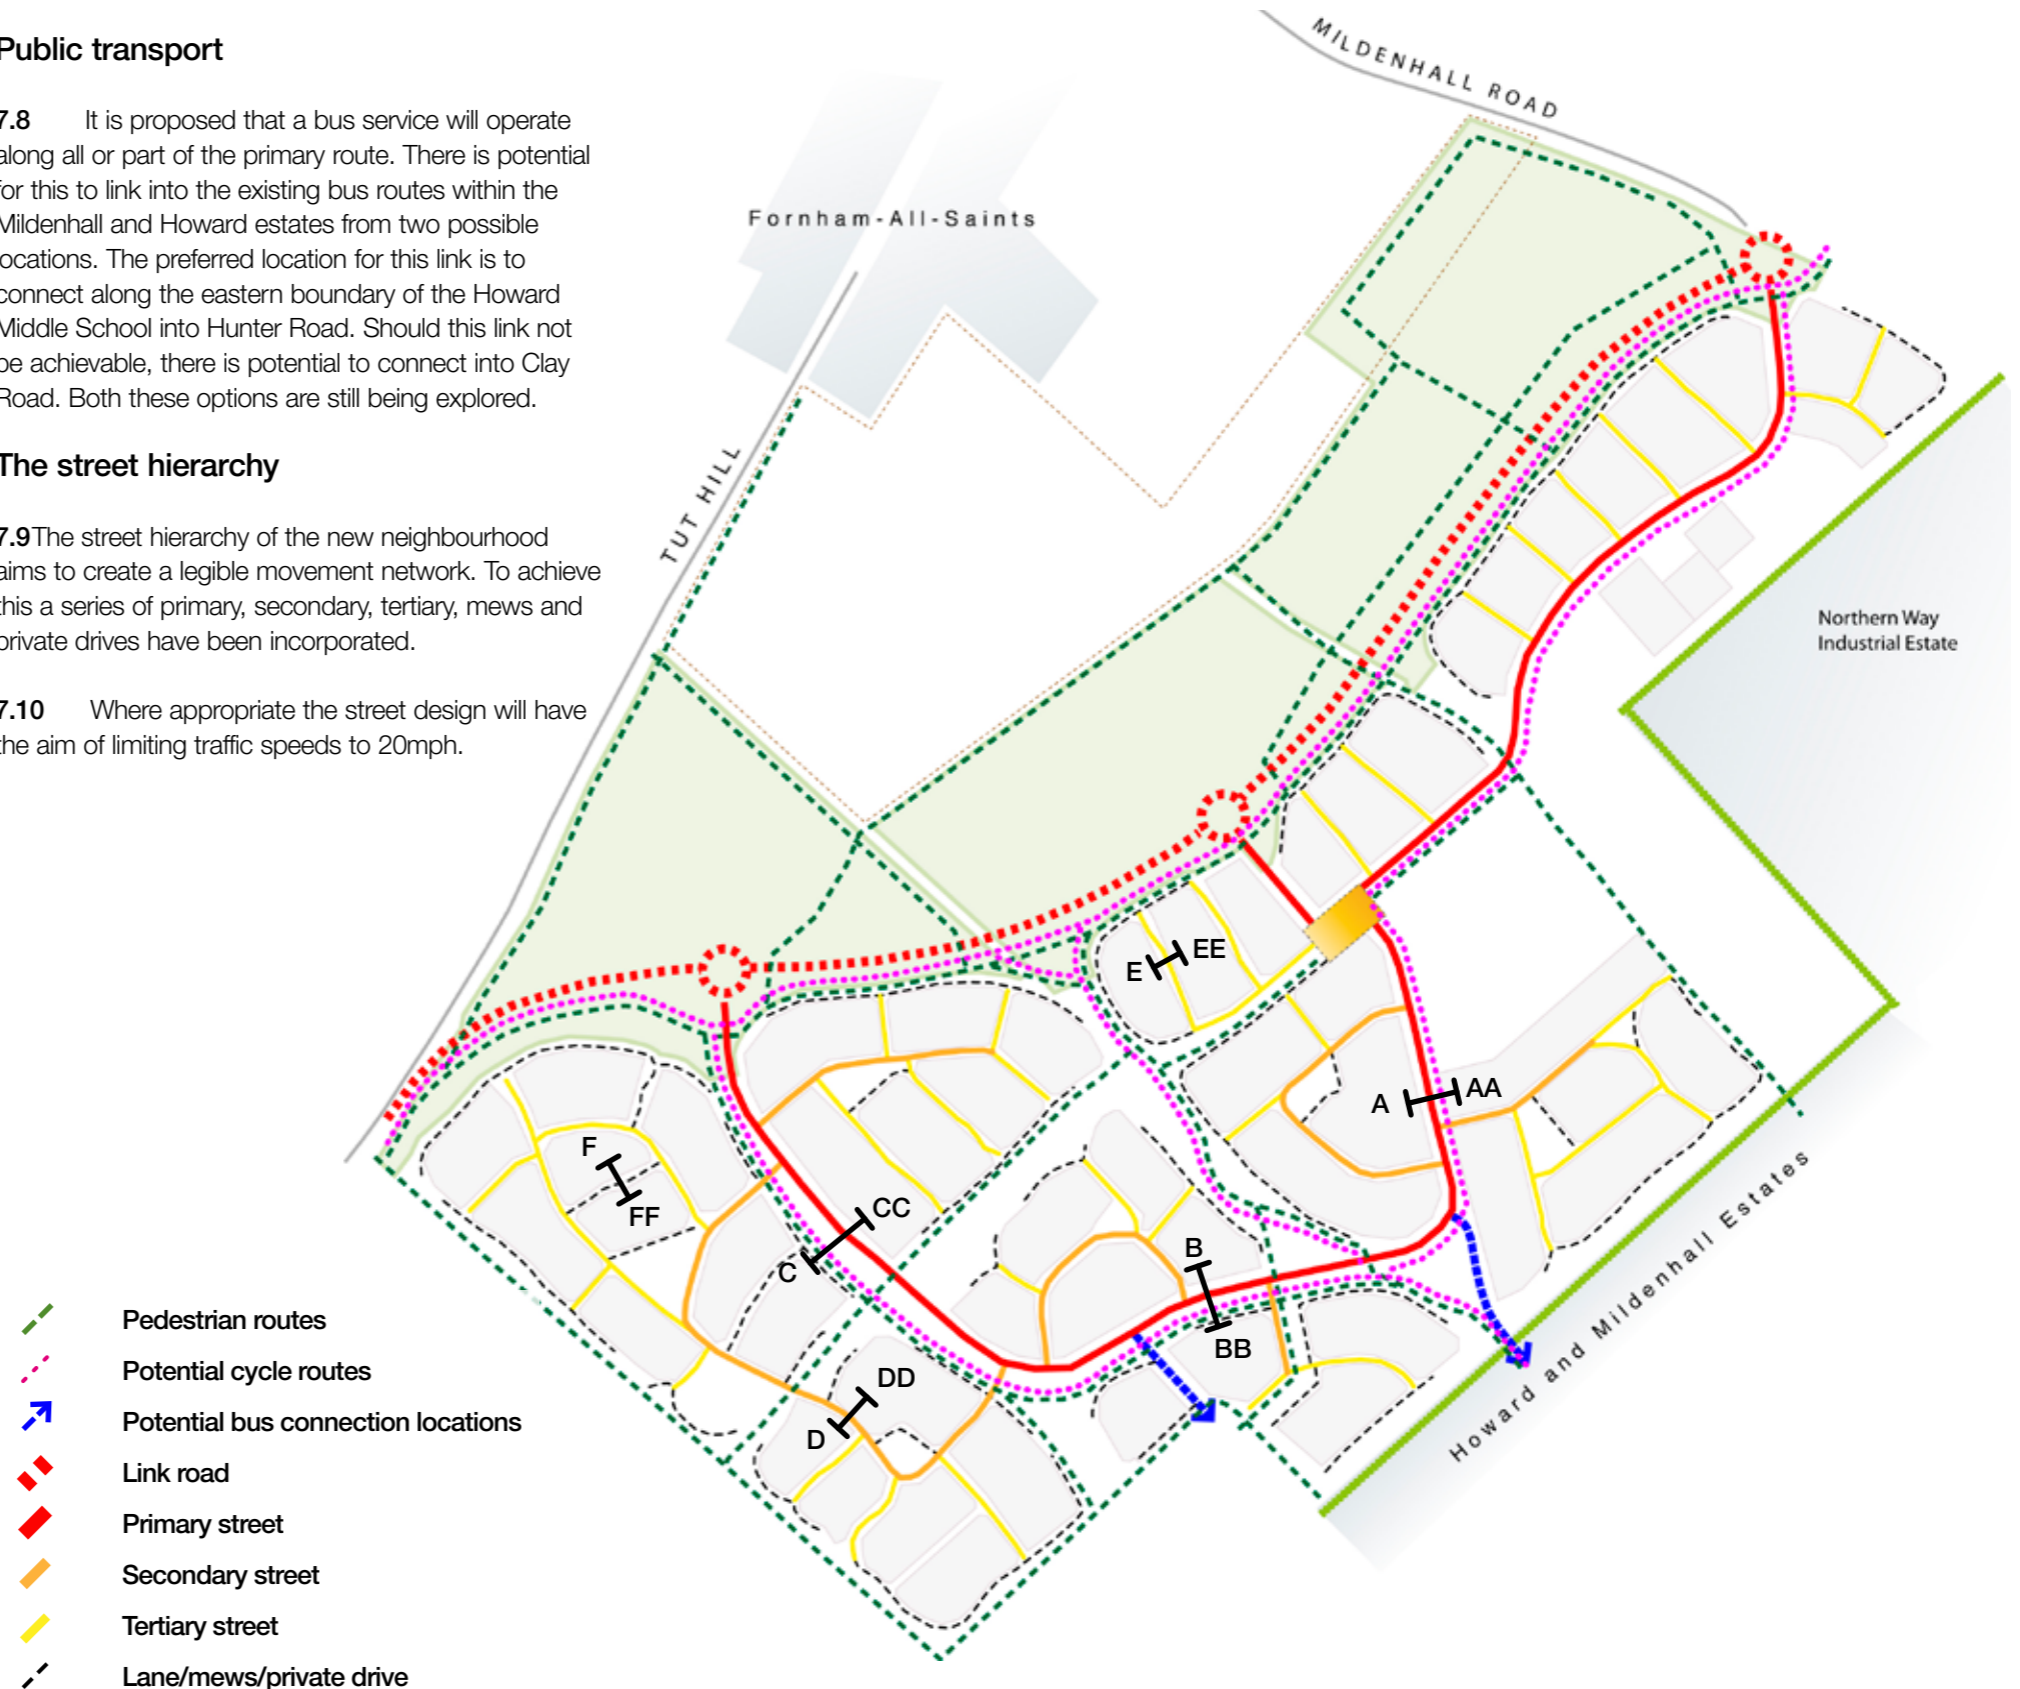 Public transport
7.8 It is proposed that a bus service will operate
along all or part of the primary route. There is potential
for this to link into the existing bus routes within the
Mildenhall and Howard estates from two possible
locations. The preferred location for this link is to
connect along the eastern boundary of the Howard
Middle School into Hunter Road. Should this link not
be achievable, there is potential to connect into Clay
Road. Both these options are still being explored.
The street hierarchy
7.9The street hierarchy of the new neighbourhood
aims to create a legible movement network. To achieve
this a series of primary, secondary, tertiary, mews and
private drives have been incorporated.
7.10 Where appropriate the street design will have
the aim of limiting traffic speeds to 20mph.
MILDENHALL ROAD
Fornham-All-Saints
TUT HILL
Northern Way
Industrial Estate
E
EE
A
AA
F
FF
C
CC
B
BB
D
DD
Howard and Mildenhall Estates
Pedestrian routes
Potential cycle routes
Potential bus connection locations
Link road
Primary street
Secondary street
Tertiary street
Lane/mews/private drive